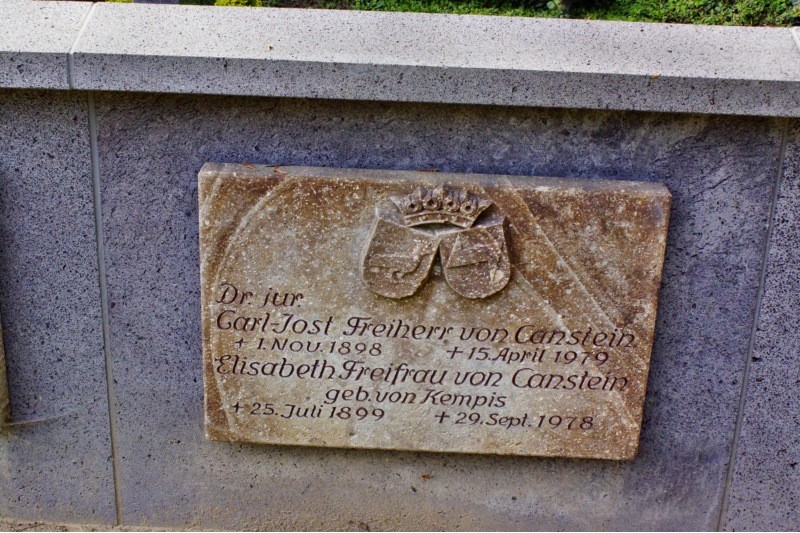 Dr. jur.
Carl-Jost Freiherr von Canstein
+ 1. Nov. 1898 + 15. April 1979
Elisabeth Freifrau von Canstein
geb. von Kempis
+ 25. Juli 1899 + 29. Sept. 1978